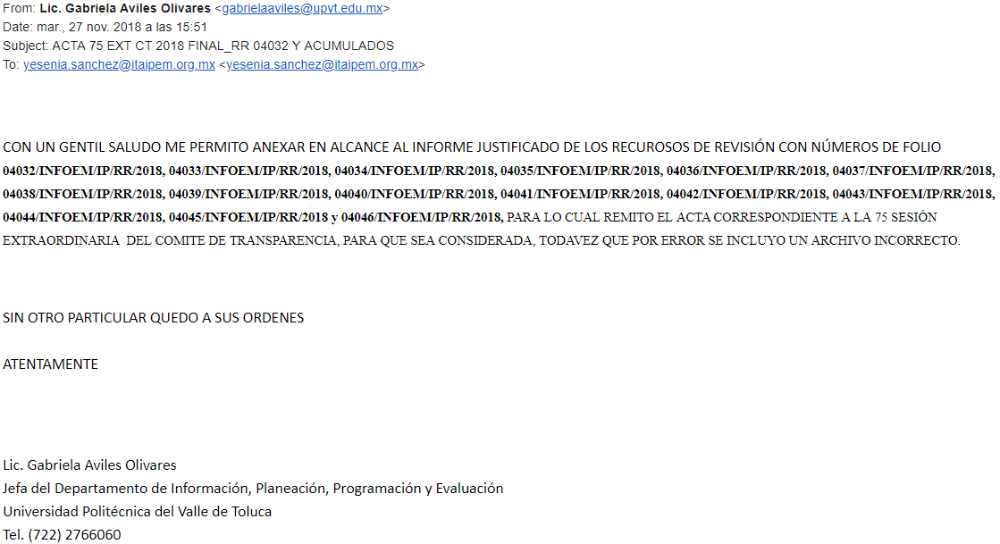 From: Lic. Gabriela Aviles Olivares <gabrielaaviles@upvt.edu.mx>
Date: mar., 27 nov. 2018 a las 15:51
Subject: ACTA 75 EXT CT 2018 FINAL_RR 04032 Y ACUMULADOS
To: yesenia.sanchez@itaipem.org.mx <yesenia.sanchez@itaipem.org.mx>
CON UN GENTIL SALUDO ME PERMITO ANEXAR EN ALCANCE AL INFORME JUSTIFICADO DE LOS RECUROSOS DE REVISIÓN CON NÚMEROS DE FOLIO
04032/INFOEM/IP/RR/2018, 04033/INFOEM/IP/RR/2018, 04034/INFOEM/IP/RR/2018, 04035/INFOEM/IP/RR/2018, 04036/INFOEM/IP/RR/2018, 04037/INFOEM/IP/RR/2018,
04038/INFOEM/IP/RR/2018, 04039/INFOEM/IP/RR/2018, 04040/INFOEM/IP/RR/2018, 04041/INFOEM/IP/RR/2018, 04042/INFOEM/IP/RR/2018, 04043/INFOEM/IP/RR/2018,
04044/INFOEM/IP/RR/2018, 04045/INFOEM/IP/RR/2018 y 04046/INFOEM/IP/RR/2018, PARA LO CUAL REMITO EL ACTA CORRESPONDIENTE A LA 75 SESIÓN
EXTRAORDINARIA DEL COMITE DE TRANSPARENCIA, PARA QUE SEA CONSIDERADA, TODAVEZ QUE POR ERROR SE INCLUYO UN ARCHIVO INCORRECTO.
SIN OTRO PARTICULAR QUEDO A SUS ORDENES
ATENTAMENTE
Lic. Gabriela Aviles Olivares
Jefa del Departamento de Información, Planeación, Programación y Evaluación
Universidad Politécnica del Valle de Toluca
Tel. (722) 2766060